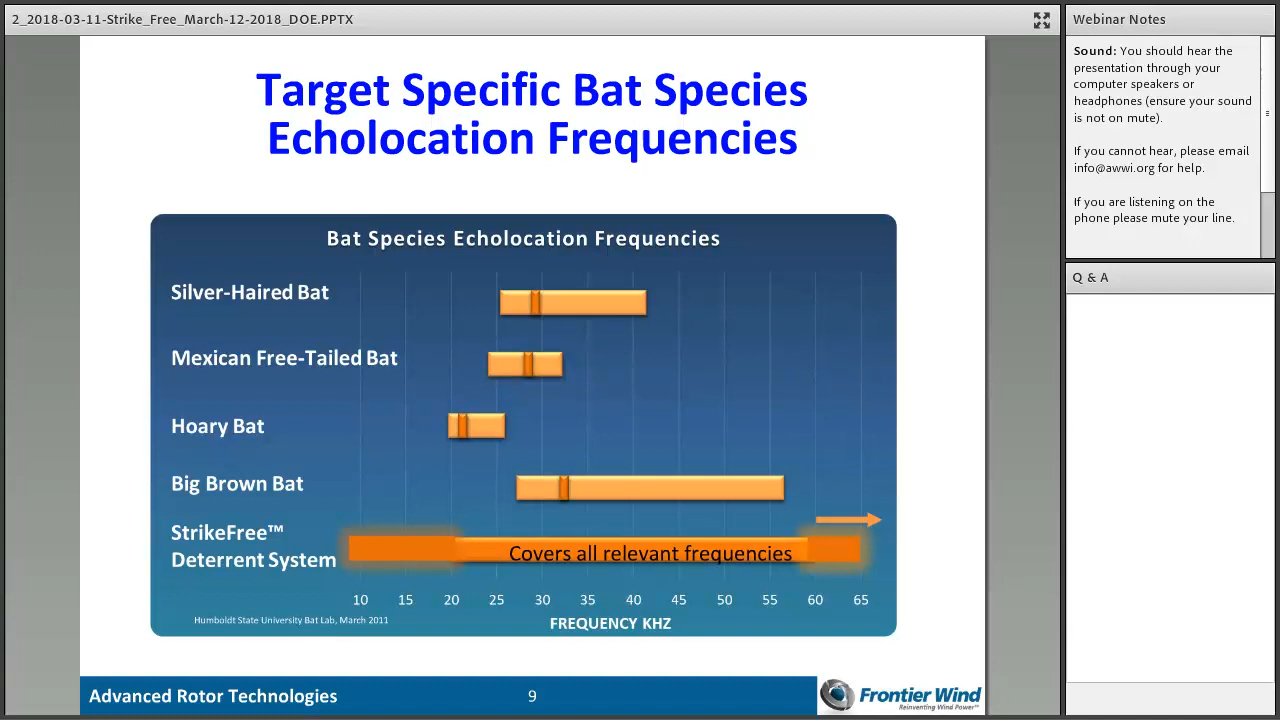 2_2018-03-11-Strike_Free_March-12-2018_DOE.PPTX
Target Specific Bat Species
Echolocation Frequencies
Bat Species Echolocation Frequencies
Silver-Haired Bat
Mexican Free-Tailed Bat
Hoary Bat
Big Brown Bat
StrikeFree™
Deterrent System
Covers all relevant frequencies
10 15 20 25 30 35 40 45 50 55 60 65
Humboldt State University Bat Lab, March 2011
FREQUENCY KHZ
Advanced Rotor Technologies
9
Frontier Wind
Reinventing Wind Power™
Webinar Notes
Sound: You should hear the
presentation through your
computer speakers or
headphones (ensure your sound
is not on mute).
If you cannot hear, please email
info@awwi.org for help.
If you are listening on the
phone please mute your line.
Q & A